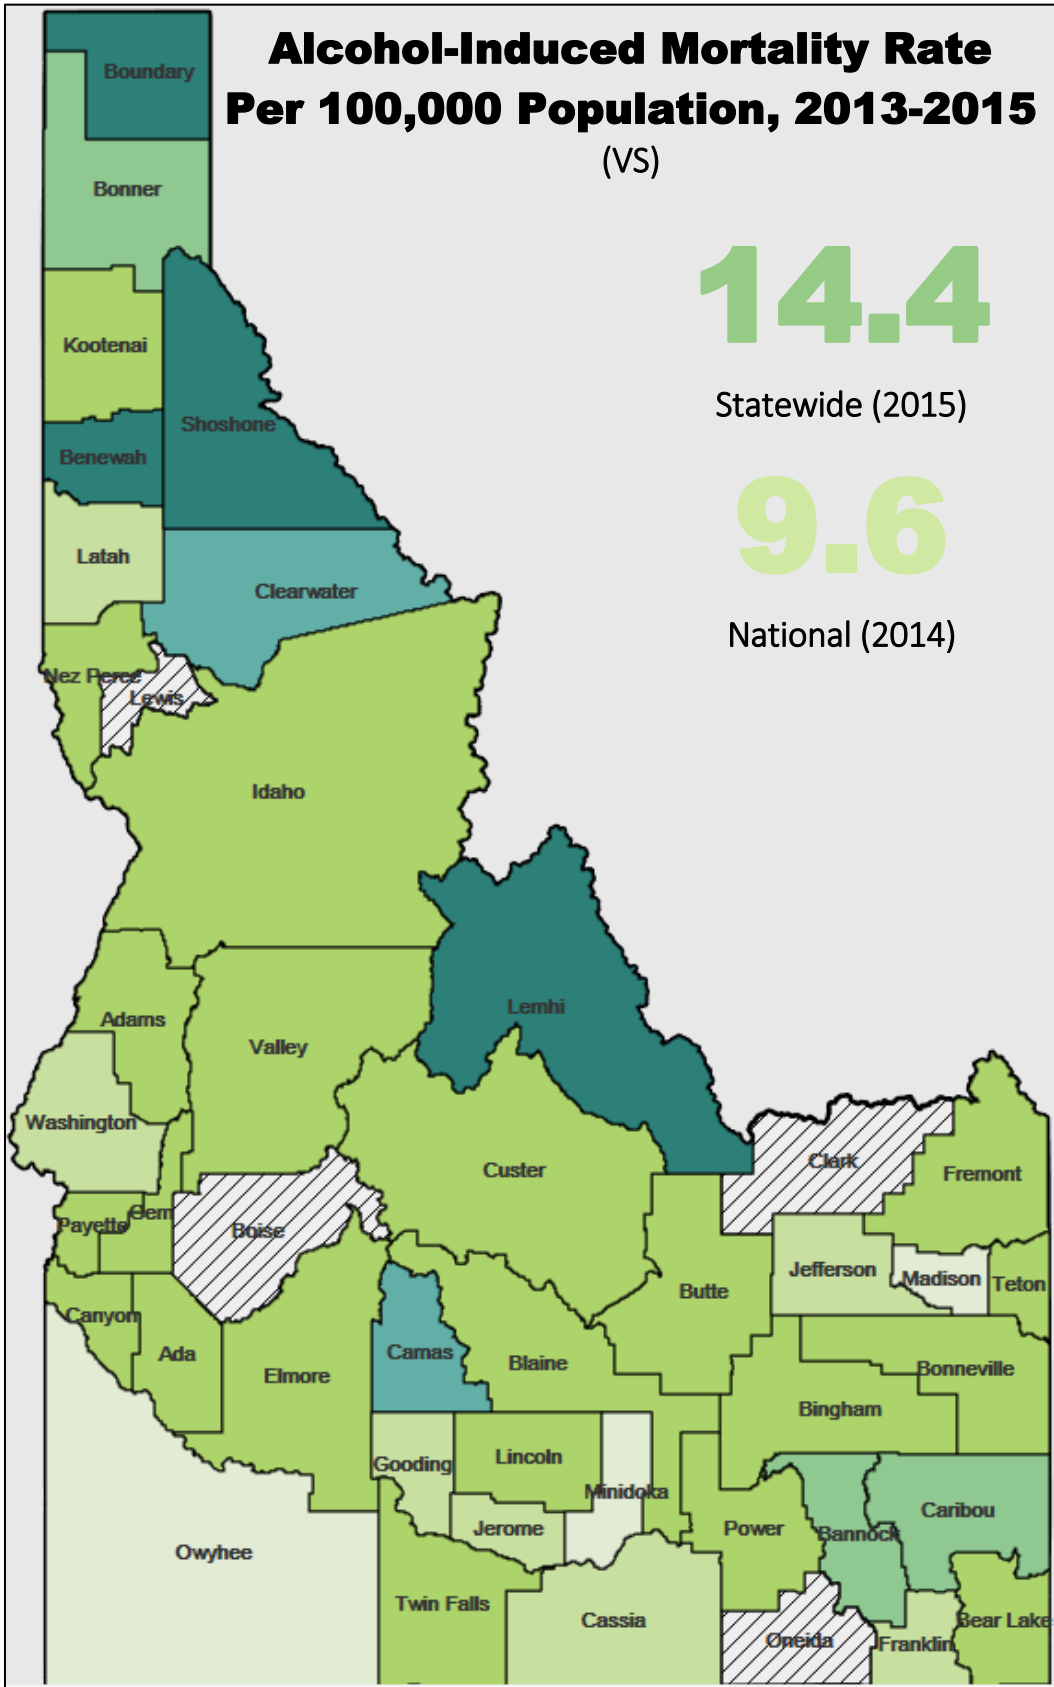 Alcohol-Induced Mortality Rate
Per 100,000 Population, 2013-2015
(VS)
14.4
Statewide (2015)
9.6
National (2014)
Boundary
Bonner
Kootenai
Shoshone
Benewah
Latah
Clearwater
Nez Perce
Lewis
Idaho
Lemhi
Adams
Valley
Washington
Clark
Custer
Fremont
Payette
Gem
Boise
Jefferson
Madison
Teton
Butte
Canyon
Ada
Camas
Blaine
Elmore
Bonneville
Bingham
Gooding
Lincoln
Minidoka
Caribou
Jerome
Power
Bannock
Owyhee
Twin Falls
Cassia
Bear Lake
Oneida
Franklin